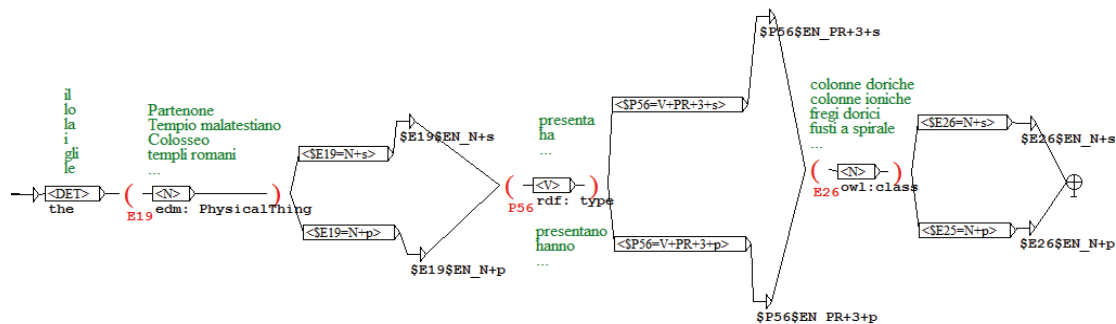 il
lo
la
i
gli
le
<DET>
the
(
Partenone
Tempio malatestiano
Colosseo
templi romani
...
<N>
)
E19
edm: PhysicalThing
<$E19=N+s>
$E19$EN_N+s
<$E19=N+p>
$E19$EN_N+p
(
presenta
ha
...
<V>
)
P56
rdf: type
presentano
hanno
...
<$P56=V+PR+3+s>
$P56$EN_PR+3+s
<$P56=V+PR+3+p>
$P56$EN_PR+3+p
(
colonne doriche
colonne ioniche
fregi dorici
fusti a spirale
...
<N>
)
E26
owl:class
<$E26=N+s>
$E26$EN_N+s
<$E25=N+p>
$E26$EN_N+p